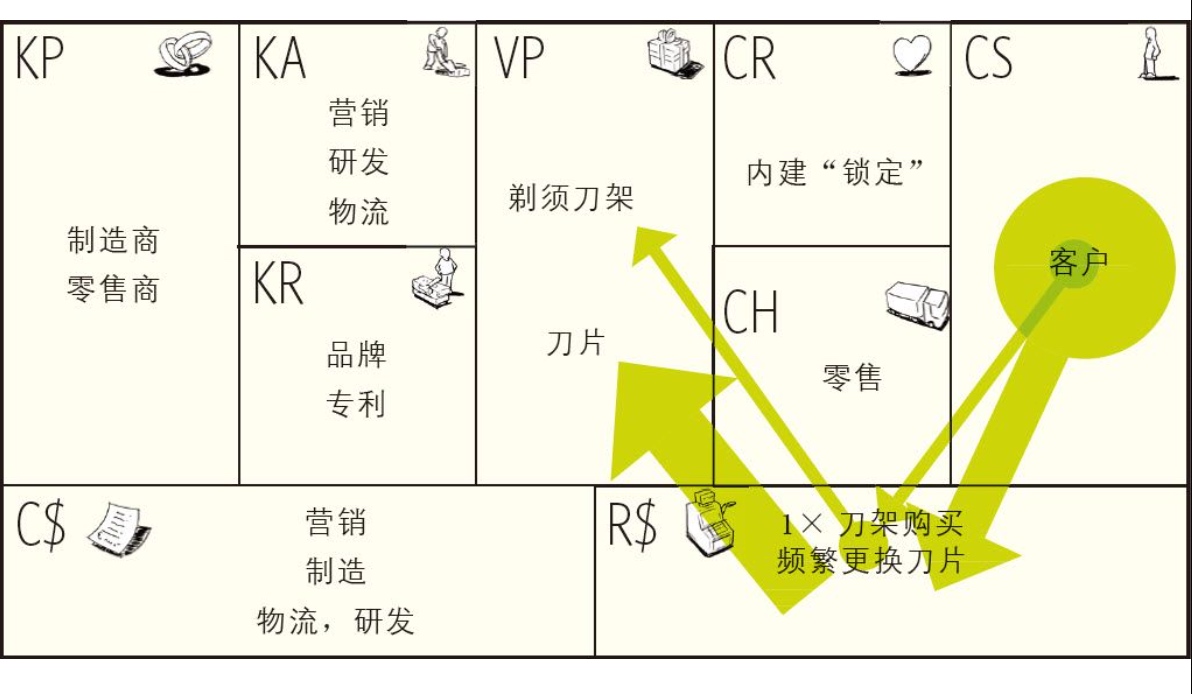 KP
制造商
零售商
KA
营销
研发
物流
KR
品牌
专利
VP
剃须刀架
刀片
CR
内建“锁定”
CH
零售
CS
客户
C$
营销
制造
物流，研发
R$
1× 刀架购买
频繁更换刀片